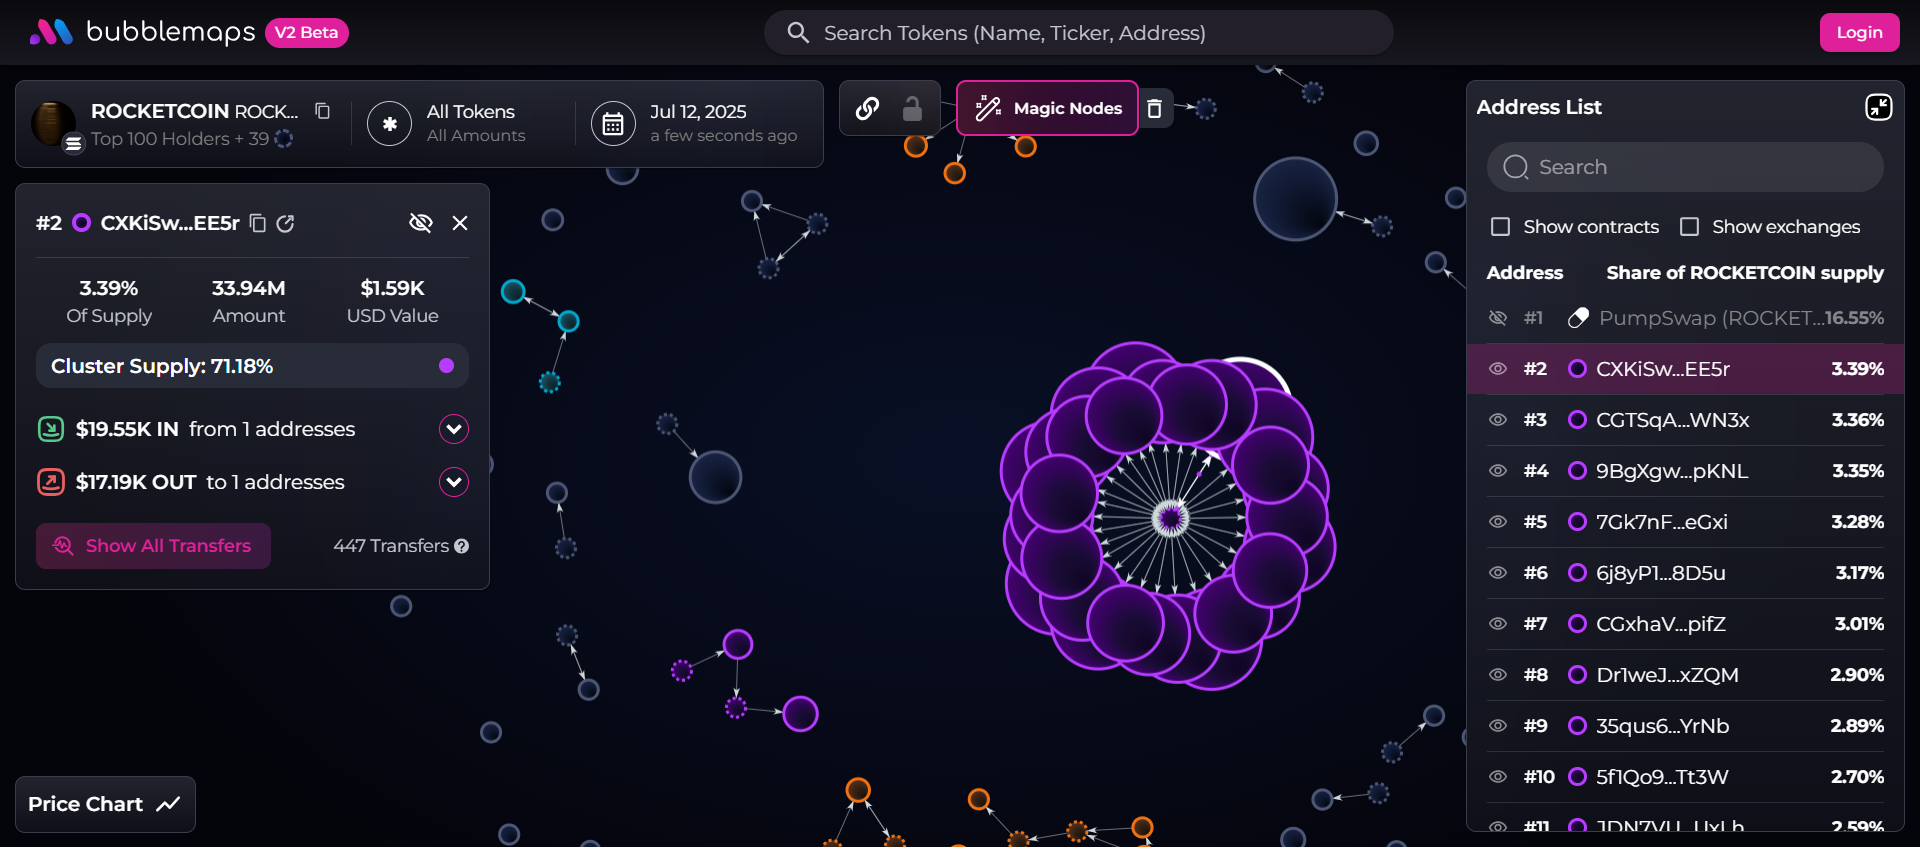 bubblemaps V2 Beta
Search Tokens (Name, Ticker, Address)
Login
ROCKETCOIN ROCK...
Top 100 Holders + 39
All Tokens
All Amounts
Jul 12, 2025
a few seconds ago
Magic Nodes
#2 CXKiSw...EE5r
3.39% 33.94M $1.59K
Of Supply Amount USD Value
Cluster Supply: 71.18%
$19.55K IN from 1 addresses
$17.19K OUT to 1 addresses
Show All Transfers 447 Transfers ?
Price Chart
Address List
Search
Show contracts Show exchanges
Address Share of ROCKETCOIN supply
#1 PumpSwap (ROCKET... 16.55%
#2 CXKiSw...EE5r 3.39%
#3 CGTSqA...WN3x 3.36%
#4 9BgXgw...pKNL 3.35%
#5 7Gk7nF...eGxi 3.28%
#6 6j8yP1...8D5u 3.17%
#7 CGxhaV...pifZ 3.01%
#8 Dr1weJ...xZQM 2.90%
#9 35qus6...YrNb 2.89%
#10 5f1Qo9...Tt3W 2.70%
#11 2.59%